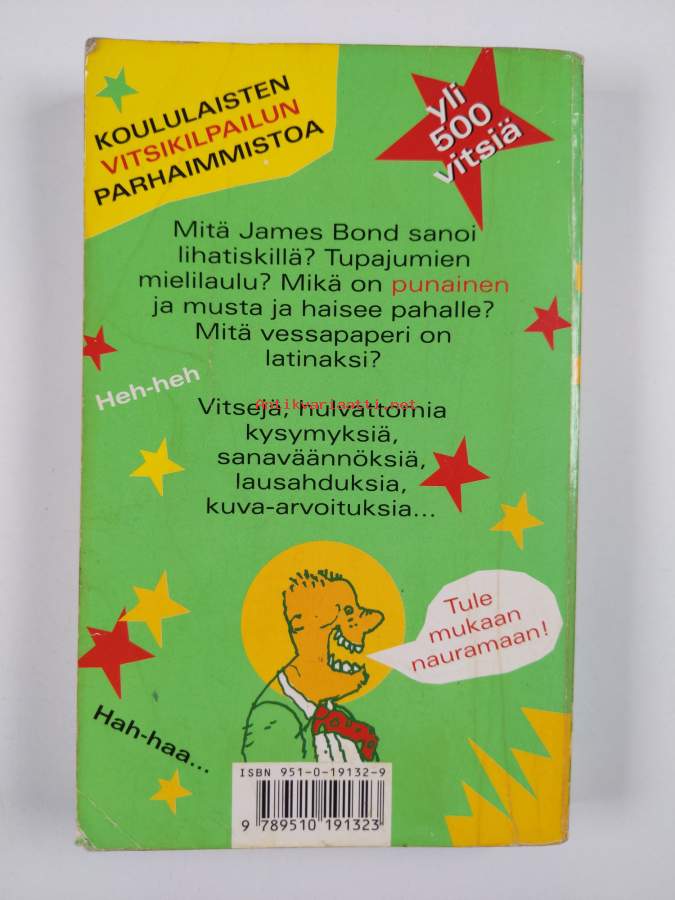 KOULULAISTEN
VITSIKILPAILUN
PARHAIMMISTOA
yli
500
vitsiä
Mitä James Bond sanoi
lihatiskillä? Tupajumien
mielilaulu? Mikä on punainen
ja musta ja haisee pahalle?
Mitä vessapaperi on
latinaksi?
Heh-heh
Antikvariaatti.net
Vitsejä, hulvattomia
kysymyksiä,
sanaväännöksiä,
lausahduksia,
kuva-arvoituksia...
Tule
mukaan
nauramaan!
Hah-haa...
ISBN 951-0-19132-9
9 789510 191323